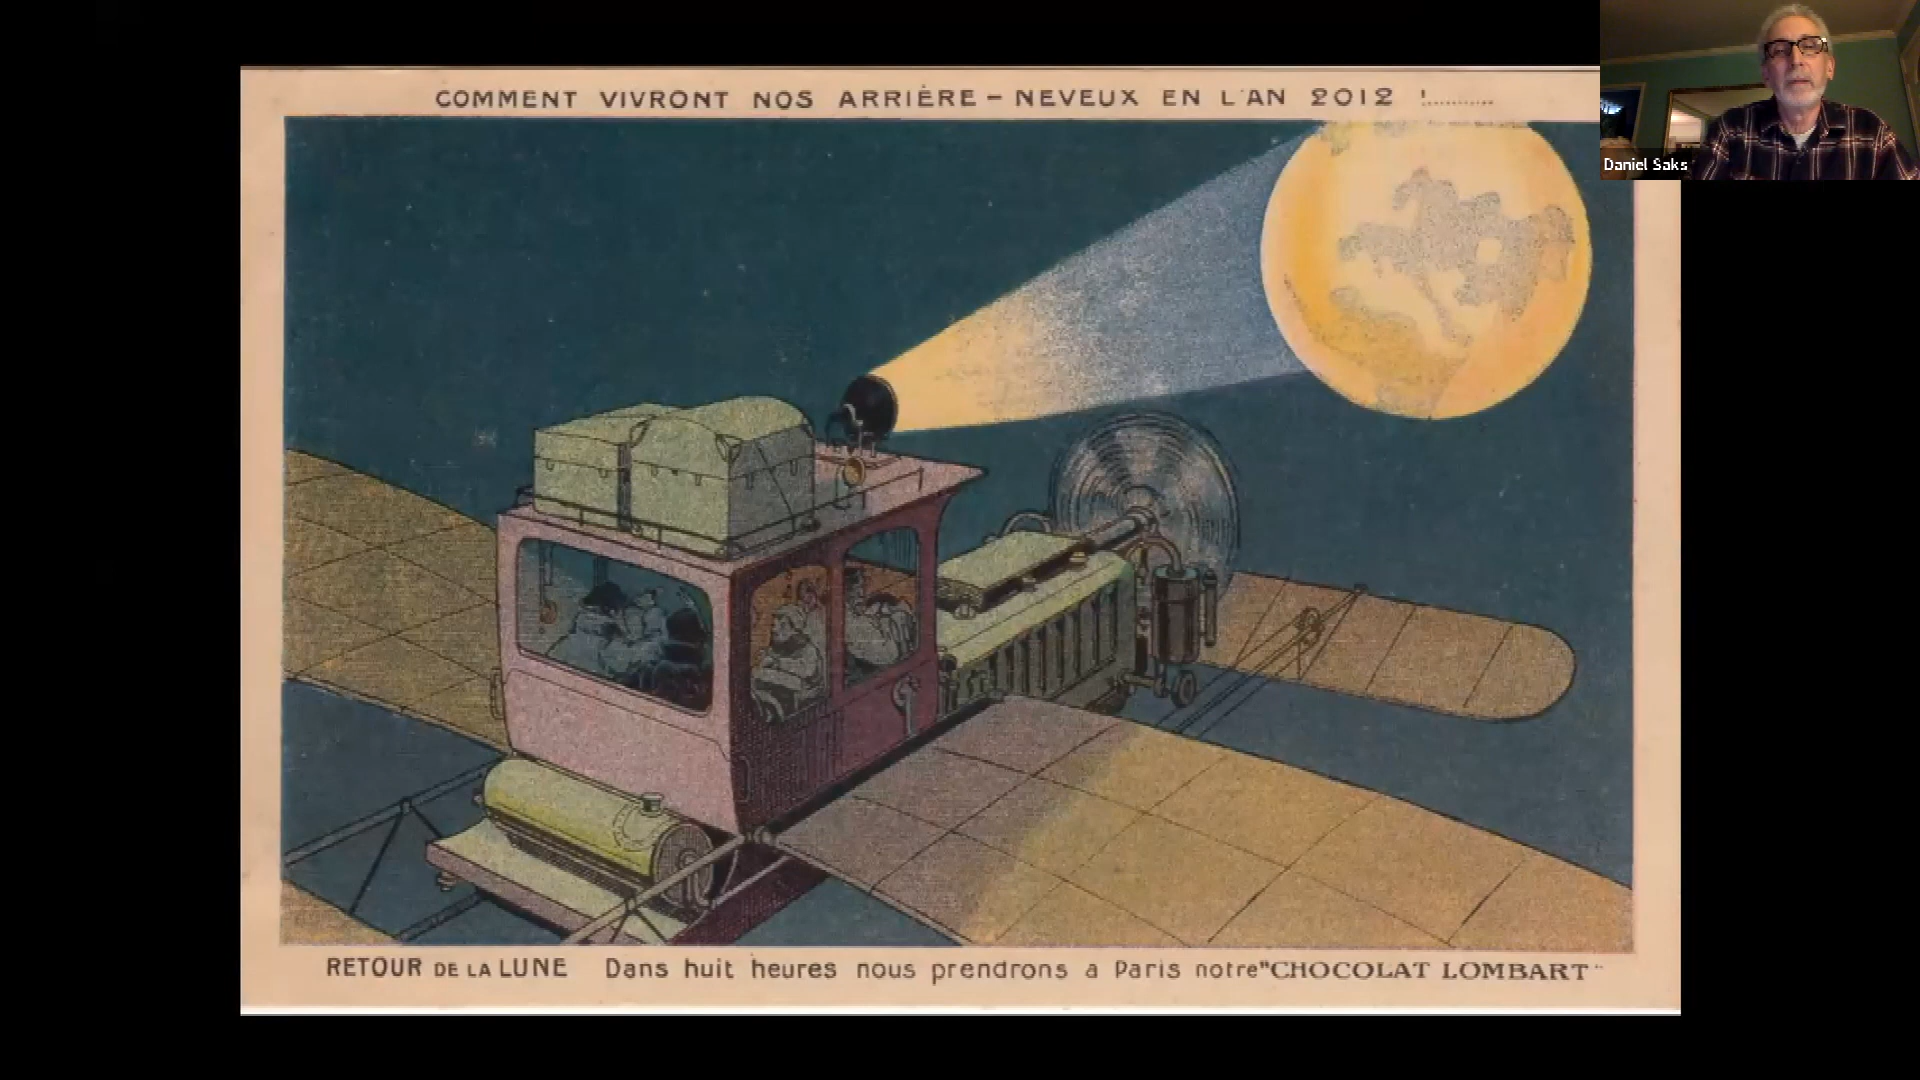 COMMENT VIVRONT NOS ARRIÈRE-NEVEUX EN L'AN 2012 !..........
Daniel Saks
RETOUR DE LA LUNE Dans huit heures nous prendrons a Paris notre "CHOCOLAT LOMBART"